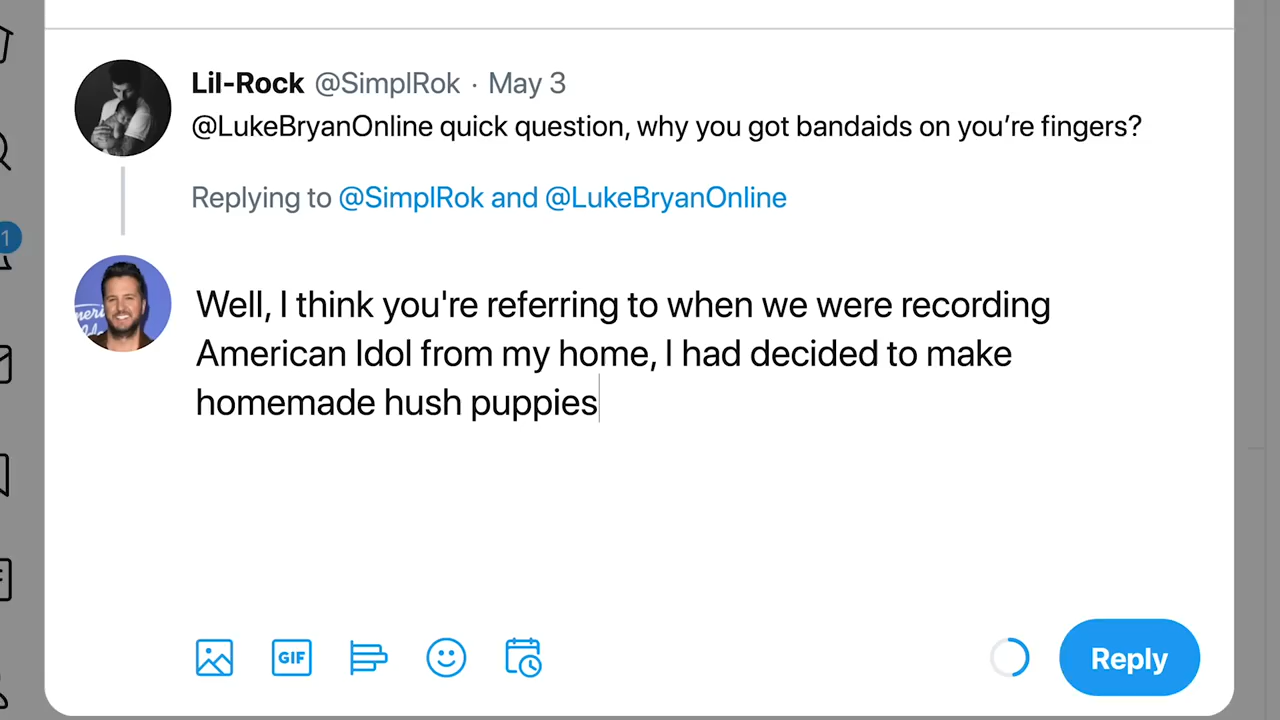 Lil-Rock @SimplRok · May 3
@LukeBryanOnline quick question, why you got bandaids on you’re fingers?
Replying to @SimplRok and @LukeBryanOnline
1
Well, I think you're referring to when we were recording
American Idol from my home, I had decided to make
homemade hush puppies
GIF
Reply